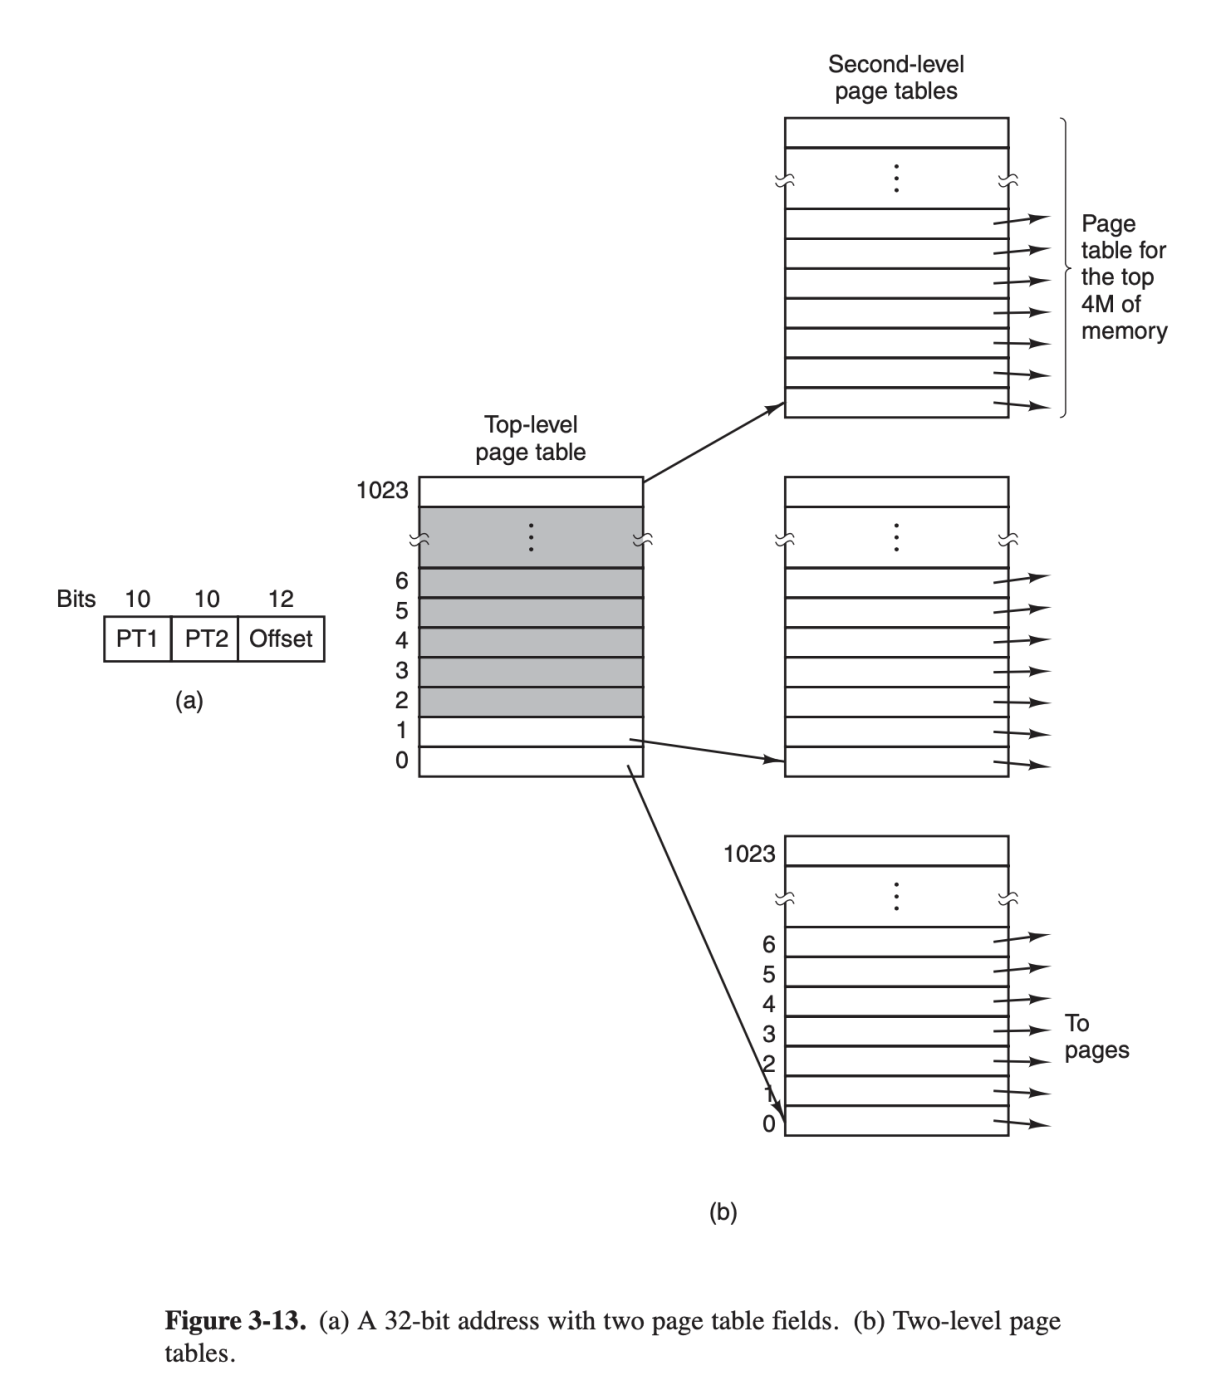 Second-level
page tables
Page
table for
the top
4M of
memory
Top-level
page table
1023
6
5
4
3
2
1
0
Bits 10 10 12
PT1 PT2 Offset
(a)
1023
6
5
4
3
2
1
0
To
pages
(b)
Figure 3-13. (a) A 32-bit address with two page table fields. (b) Two-level page
tables.